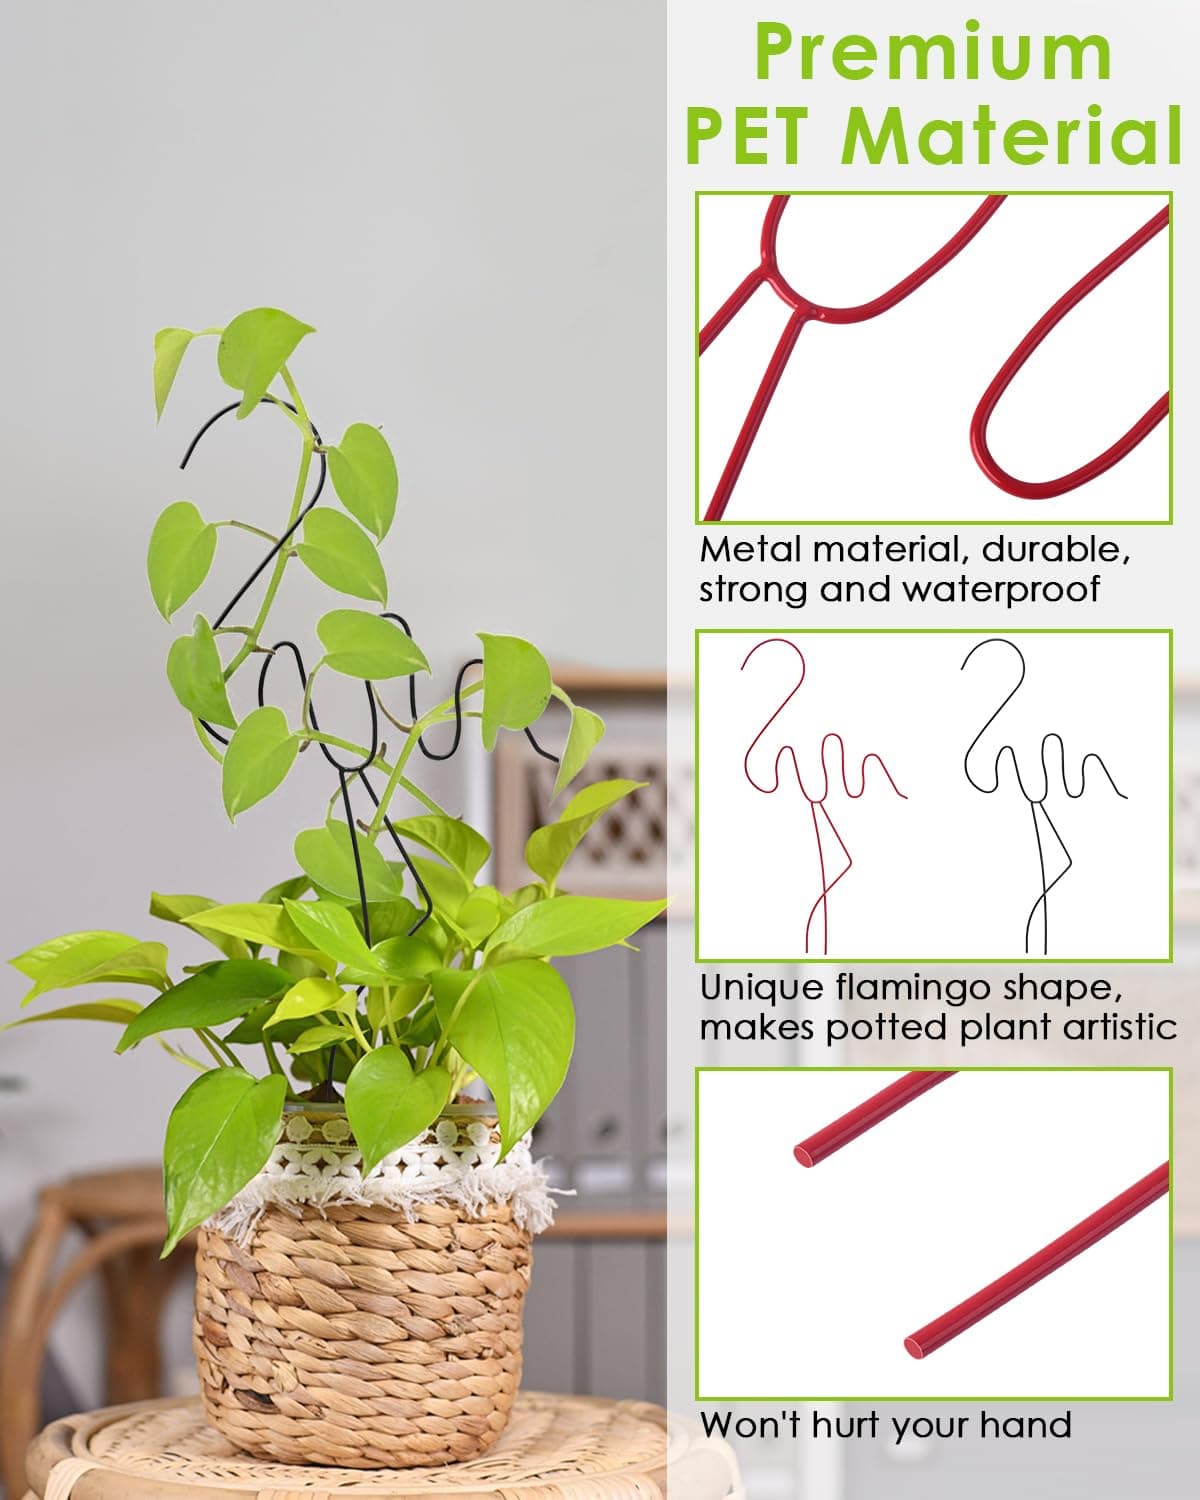 Premium
PET Material
Metal material, durable,
strong and waterproof
Unique flamingo shape,
makes potted plant artistic
Won't hurt your hand